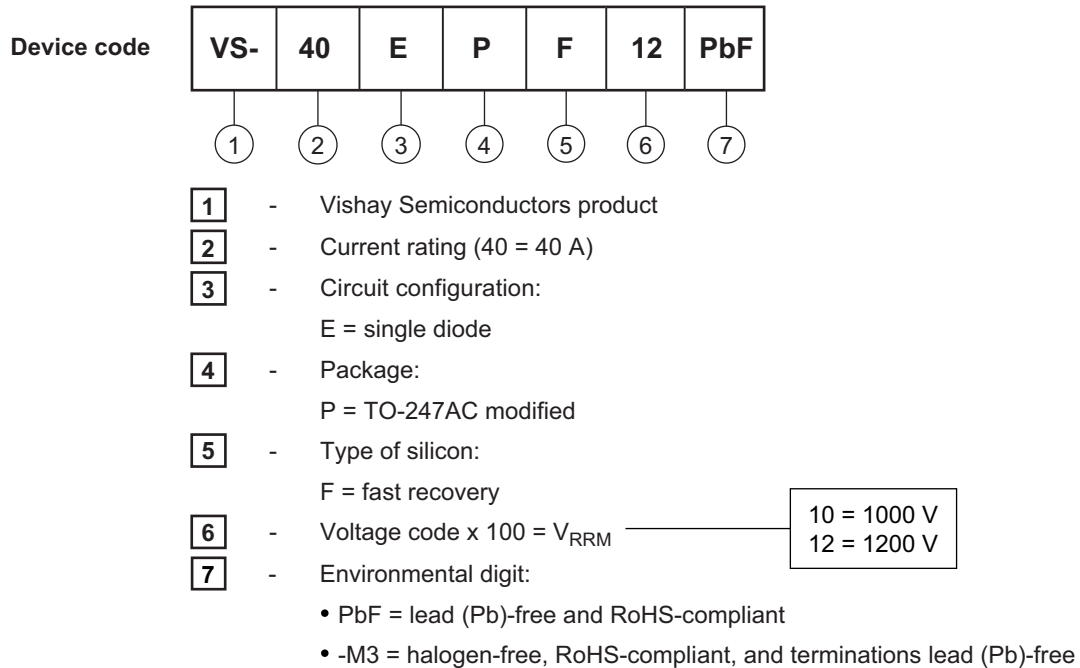 Device code VS- 40 E P F 12 PbF
1 2 3 4 5 6 7
1 - Vishay Semiconductors product
2 - Current rating (40 = 40 A)
3 - Circuit configuration:
E = single diode
4 - Package:
P = TO-247AC modified
5 - Type of silicon:
F = fast recovery
6 - Voltage code x 100 = VRRM
10 = 1000 V
12 = 1200 V
7 - Environmental digit:
• PbF = lead (Pb)-free and RoHS-compliant
• -M3 = halogen-free, RoHS-compliant, and terminations lead (Pb)-free